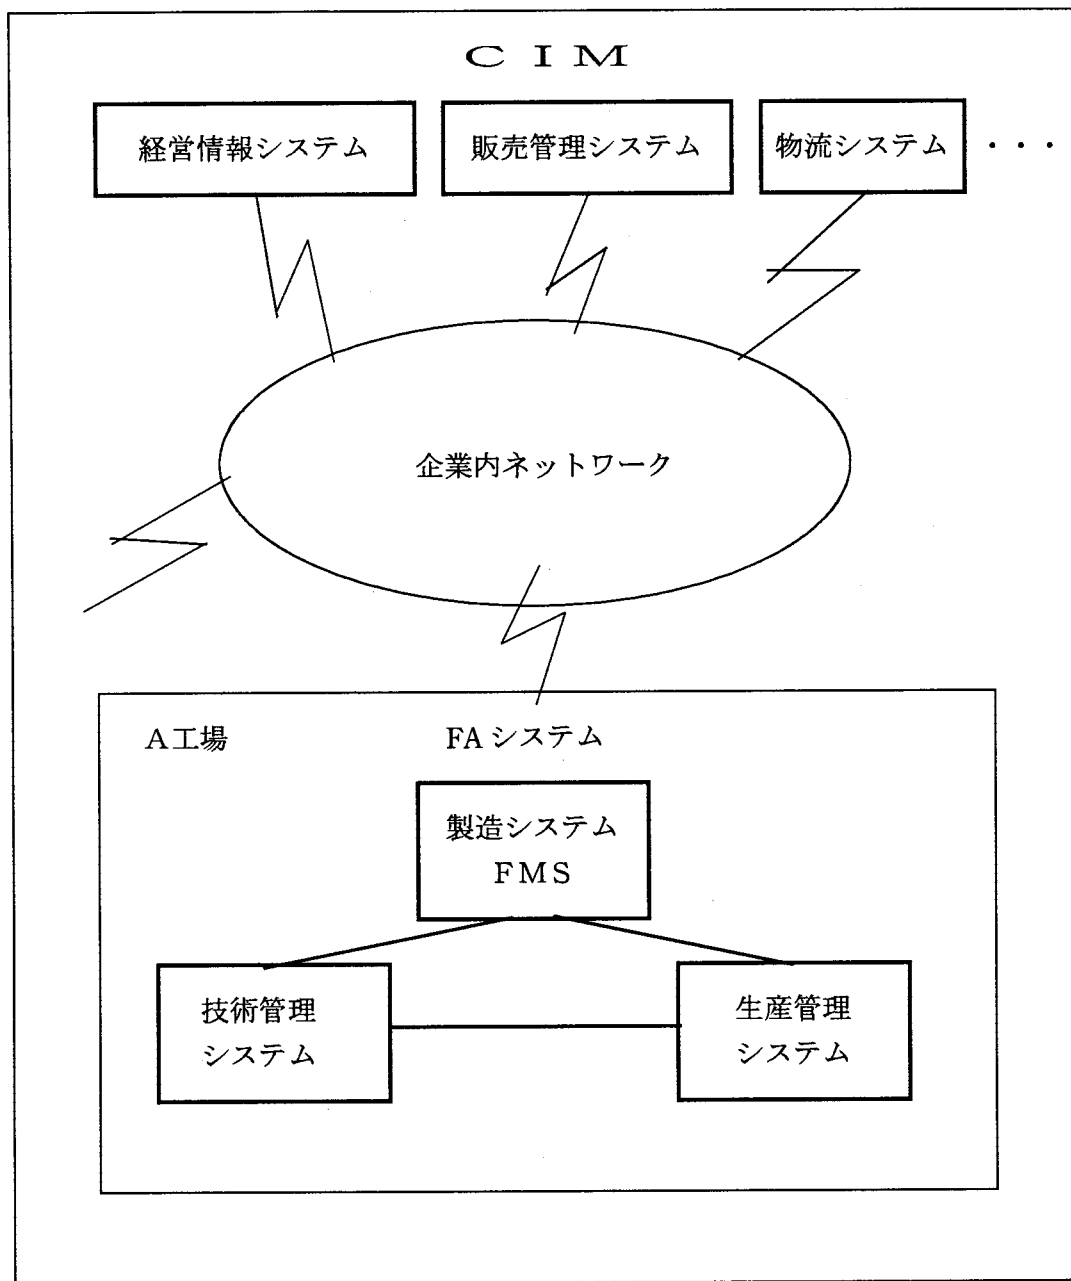 CIM
経営情報システム
販売管理システム
物流システム
・・・
企業内ネットワーク
A工場
FAシステム
製造システム
FMS
技術管理
システム
生産管理
システム